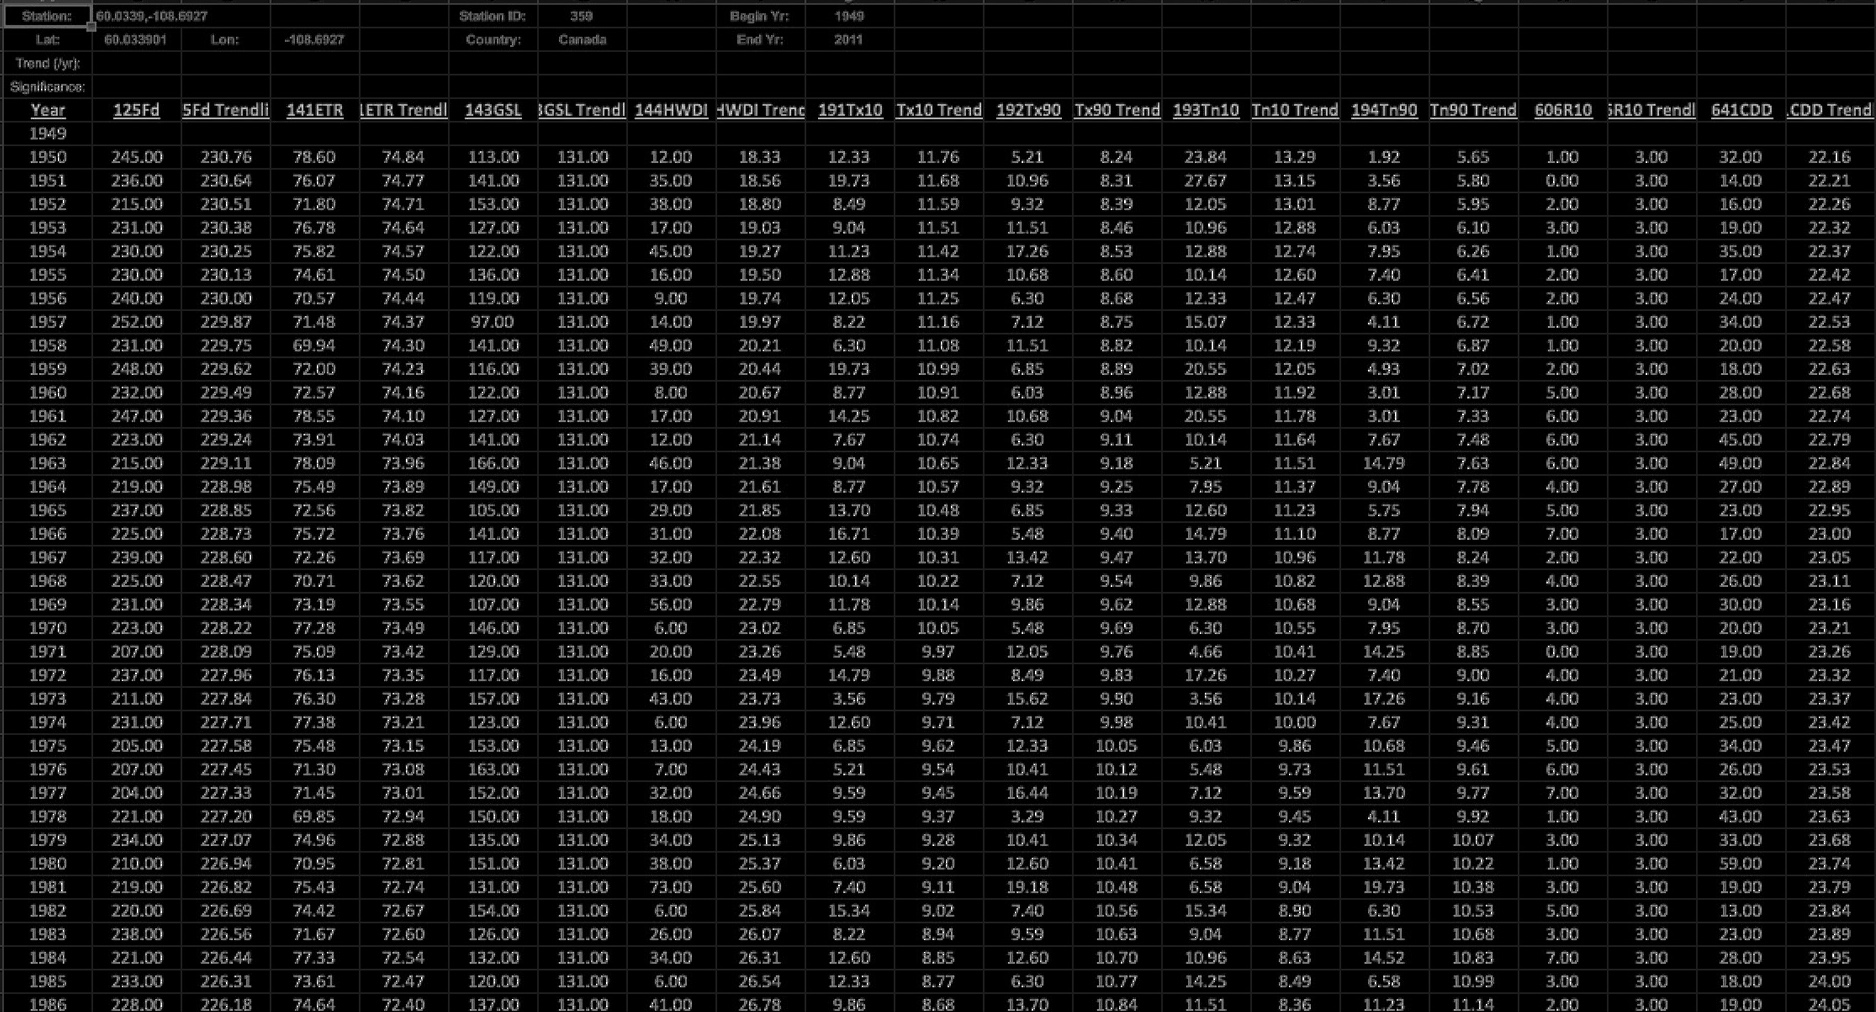 Station: 60.0339,-108.6927 Station ID: 359 Begin Yr: 1949
Lat: 60.033901 Lon: -108.6927 Country: Canada End Yr: 2011
Trend (/yr):
Significance:
Year 125Fd 5Fd Trendli 141ETR LETR Trendl 143GSL 3GSL Trendl 144HWDI HWDI Trend 191Tx10 Tx10 Trend 192Tx90 Tx90 Trend 193Tn10 Tn10 Trend 194Tn90 Tn90 Trend 606R10 5R10 Trendl 641CDD .CDD Trend
1949
1950 245.00 230.76 78.60 74.84 113.00 131.00 12.00 18.33 12.33 11.76 5.21 8.24 23.84 13.29 1.92 5.65 1.00 3.00 32.00 22.16
1951 236.00 230.64 76.07 74.77 141.00 131.00 35.00 18.56 19.73 11.68 10.96 8.31 27.67 13.15 3.56 5.80 0.00 3.00 14.00 22.21
1952 215.00 230.51 71.80 74.71 153.00 131.00 38.00 18.80 8.49 11.59 9.32 8.39 12.05 13.01 8.77 5.95 2.00 3.00 16.00 22.26
1953 231.00 230.38 76.78 74.64 127.00 131.00 17.00 19.03 9.04 11.51 11.51 8.46 10.96 12.88 6.03 6.10 3.00 3.00 19.00 22.32
1954 230.00 230.25 75.82 74.57 122.00 131.00 45.00 19.27 11.23 11.42 17.26 8.53 12.88 12.74 7.95 6.26 1.00 3.00 35.00 22.37
1955 230.00 230.13 74.61 74.50 136.00 131.00 16.00 19.50 12.88 11.34 10.68 8.60 10.14 12.60 7.40 6.41 2.00 3.00 17.00 22.42
1956 240.00 230.00 70.57 74.44 119.00 131.00 9.00 19.74 12.05 11.25 6.30 8.68 12.33 12.47 6.30 6.56 2.00 3.00 24.00 22.47
1957 252.00 229.87 71.48 74.37 97.00 131.00 14.00 19.97 8.22 11.16 7.12 8.75 15.07 12.33 4.11 6.72 1.00 3.00 34.00 22.53
1958 231.00 229.75 69.94 74.30 141.00 131.00 49.00 20.21 6.30 11.08 11.51 8.82 10.14 12.19 9.32 6.87 1.00 3.00 20.00 22.58
1959 248.00 229.62 72.00 74.23 116.00 131.00 39.00 20.44 19.73 10.99 6.85 8.89 20.55 12.05 4.93 7.02 2.00 3.00 18.00 22.63
1960 232.00 229.49 72.57 74.16 122.00 131.00 8.00 20.67 8.77 10.91 6.03 8.96 12.88 11.92 3.01 7.17 5.00 3.00 28.00 22.68
1961 247.00 229.36 78.55 74.10 127.00 131.00 17.00 20.91 14.25 10.82 10.68 9.04 20.55 11.78 3.01 7.33 6.00 3.00 23.00 22.74
1962 223.00 229.24 73.91 74.03 141.00 131.00 12.00 21.14 7.67 10.74 6.30 9.11 10.14 11.64 7.67 7.48 6.00 3.00 45.00 22.79
1963 215.00 229.11 78.09 73.96 166.00 131.00 46.00 21.38 9.04 10.65 12.33 9.18 5.21 11.51 14.79 7.63 6.00 3.00 49.00 22.84
1964 219.00 228.98 75.49 73.89 149.00 131.00 17.00 21.61 8.77 10.57 9.32 9.25 7.95 11.37 9.04 7.78 4.00 3.00 27.00 22.89
1965 237.00 228.85 72.56 73.82 105.00 131.00 29.00 21.85 13.70 10.48 6.85 9.33 12.60 11.23 5.75 7.94 5.00 3.00 23.00 22.95
1966 225.00 228.73 75.72 73.76 141.00 131.00 31.00 22.08 16.71 10.39 5.48 9.40 14.79 11.10 8.77 8.09 7.00 3.00 17.00 23.00
1967 239.00 228.60 72.26 73.69 117.00 131.00 32.00 22.32 12.60 10.31 13.42 9.47 13.70 10.96 11.78 8.24 2.00 3.00 22.00 23.05
1968 225.00 228.47 70.71 73.62 120.00 131.00 33.00 22.55 10.14 10.22 7.12 9.54 9.86 10.82 12.88 8.39 4.00 3.00 26.00 23.11
1969 231.00 228.34 73.19 73.55 107.00 131.00 56.00 22.79 11.78 10.14 9.86 9.62 12.88 10.68 9.04 8.55 3.00 3.00 30.00 23.16
1970 223.00 228.22 77.28 73.49 146.00 131.00 6.00 23.02 6.85 10.05 5.48 9.69 6.30 10.55 7.95 8.70 3.00 3.00 20.00 23.21
1971 207.00 228.09 75.09 73.42 129.00 131.00 20.00 23.26 5.48 9.97 12.05 9.76 4.66 10.41 14.25 8.85 0.00 3.00 19.00 23.26
1972 237.00 227.96 76.13 73.35 117.00 131.00 16.00 23.49 14.79 9.88 8.49 9.83 17.26 10.27 7.40 9.00 4.00 3.00 21.00 23.32
1973 211.00 227.84 76.30 73.28 157.00 131.00 43.00 23.73 3.56 9.79 15.62 9.90 3.56 10.14 17.26 9.16 4.00 3.00 23.00 23.37
1974 231.00 227.71 77.38 73.21 123.00 131.00 6.00 23.96 12.60 9.71 7.12 9.98 10.41 10.00 7.67 9.31 4.00 3.00 25.00 23.42
1975 205.00 227.58 75.48 73.15 153.00 131.00 13.00 24.19 6.85 9.62 12.33 10.05 6.03 9.86 10.68 9.46 5.00 3.00 34.00 23.47
1976 207.00 227.45 71.30 73.08 163.00 131.00 7.00 24.43 5.21 9.54 10.41 10.12 5.48 9.73 11.51 9.61 6.00 3.00 26.00 23.53
1977 204.00 227.33 71.45 73.01 152.00 131.00 32.00 24.66 9.59 9.45 16.44 10.19 7.12 9.59 13.70 9.77 7.00 3.00 32.00 23.58
1978 221.00 227.20 69.85 72.94 150.00 131.00 18.00 24.90 9.59 9.37 3.29 10.27 9.32 9.45 4.11 9.92 1.00 3.00 43.00 23.63
1979 234.00 227.07 74.96 72.88 135.00 131.00 34.00 25.13 9.86 9.28 10.41 10.34 12.05 9.32 10.14 10.07 3.00 3.00 33.00 23.68
1980 210.00 226.94 70.95 72.81 151.00 131.00 38.00 25.37 6.03 9.20 12.60 10.41 6.58 9.18 13.42 10.22 1.00 3.00 59.00 23.74
1981 219.00 226.82 75.43 72.74 131.00 131.00 73.00 25.60 7.40 9.11 19.18 10.48 6.58 9.04 19.73 10.38 3.00 3.00 19.00 23.79
1982 220.00 226.69 74.42 72.67 154.00 131.00 6.00 25.84 15.34 9.02 7.40 10.56 15.34 8.90 6.30 10.53 5.00 3.00 13.00 23.84
1983 238.00 226.56 71.67 72.60 126.00 131.00 26.00 26.07 8.22 8.94 9.59 10.63 9.04 8.77 11.51 10.68 3.00 3.00 23.00 23.89
1984 221.00 226.44 77.33 72.54 132.00 131.00 34.00 26.31 12.60 8.85 12.60 10.70 10.96 8.63 14.52 10.83 7.00 3.00 28.00 23.95
1985 233.00 226.31 73.61 72.47 120.00 131.00 6.00 26.54 12.33 8.77 6.30 10.77 14.25 8.49 6.58 10.99 3.00 3.00 18.00 24.00
1986 228.00 226.18 74.64 72.40 137.00 131.00 41.00 26.78 9.86 8.68 13.70 10.84 11.51 8.36 11.23 11.14 2.00 3.00 19.00 24.05